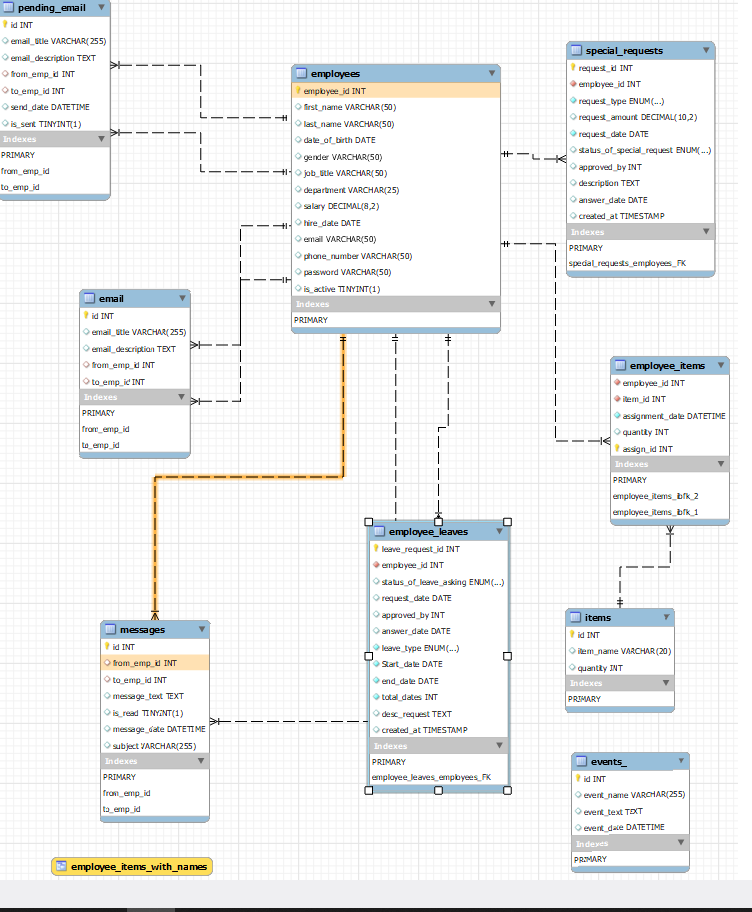 pending_email
id INT
email_title VARCHAR(255)
email_description TEXT
from_emp_id INT
to_emp_id INT
send_date DATETIME
is_sent TINYINT(1)
Indexes
PRIMARY
from_emp_id
to_emp_id
employees
employee_id INT
first_name VARCHAR(50)
last_name VARCHAR(50)
date_of_birth DATE
gender VARCHAR(50)
job_title VARCHAR(50)
department VARCHAR(25)
salary DECIMAL(8,2)
hire_date DATE
email VARCHAR(50)
phone_number VARCHAR(50)
password VARCHAR(50)
is_active TINYINT(1)
Indexes
PRIMARY
special_requests
request_id INT
employee_id INT
request_type ENUM(...)
request_amount DECIMAL(10,2)
request_date DATE
status_of_special_request ENUM(...)
approved_by INT
description TEXT
answer_date DATE
created_at TIMESTAMP
Indexes
PRIMARY
special_requests_employees_FK
email
id INT
email_title VARCHAR(255)
email_description TEXT
from_emp_id INT
to_emp_id INT
Indexes
PRIMARY
from_emp_id
to_emp_id
employee_items
employee_id INT
item_id INT
assignment_date DATETIME
quantity INT
assign_id INT
Indexes
PRIMARY
employee_items_ibfk_2
employee_items_ibfk_1
employee_leaves
leave_request_id INT
employee_id INT
status_of_leave_asking ENUM(...)
request_date DATE
approved_by INT
answer_date DATE
leave_type ENUM(...)
Start_date DATE
end_date DATE
total_dates INT
desc_request TEXT
created_at TIMESTAMP
Indexes
PRIMARY
employee_leaves_employees_FK
messages
id INT
from_emp_id INT
to_emp_id INT
message_text TEXT
is_read TINYINT(1)
message_date DATETIME
subject VARCHAR(255)
Indexes
PRIMARY
from_emp_id
to_emp_id
items
id INT
item_name VARCHAR(20)
quantity INT
Indexes
PRIMARY
events_
id INT
event_name VARCHAR(255)
event_text TEXT
event_date DATETIME
Indexes
PRIMARY
employee_items_with_names